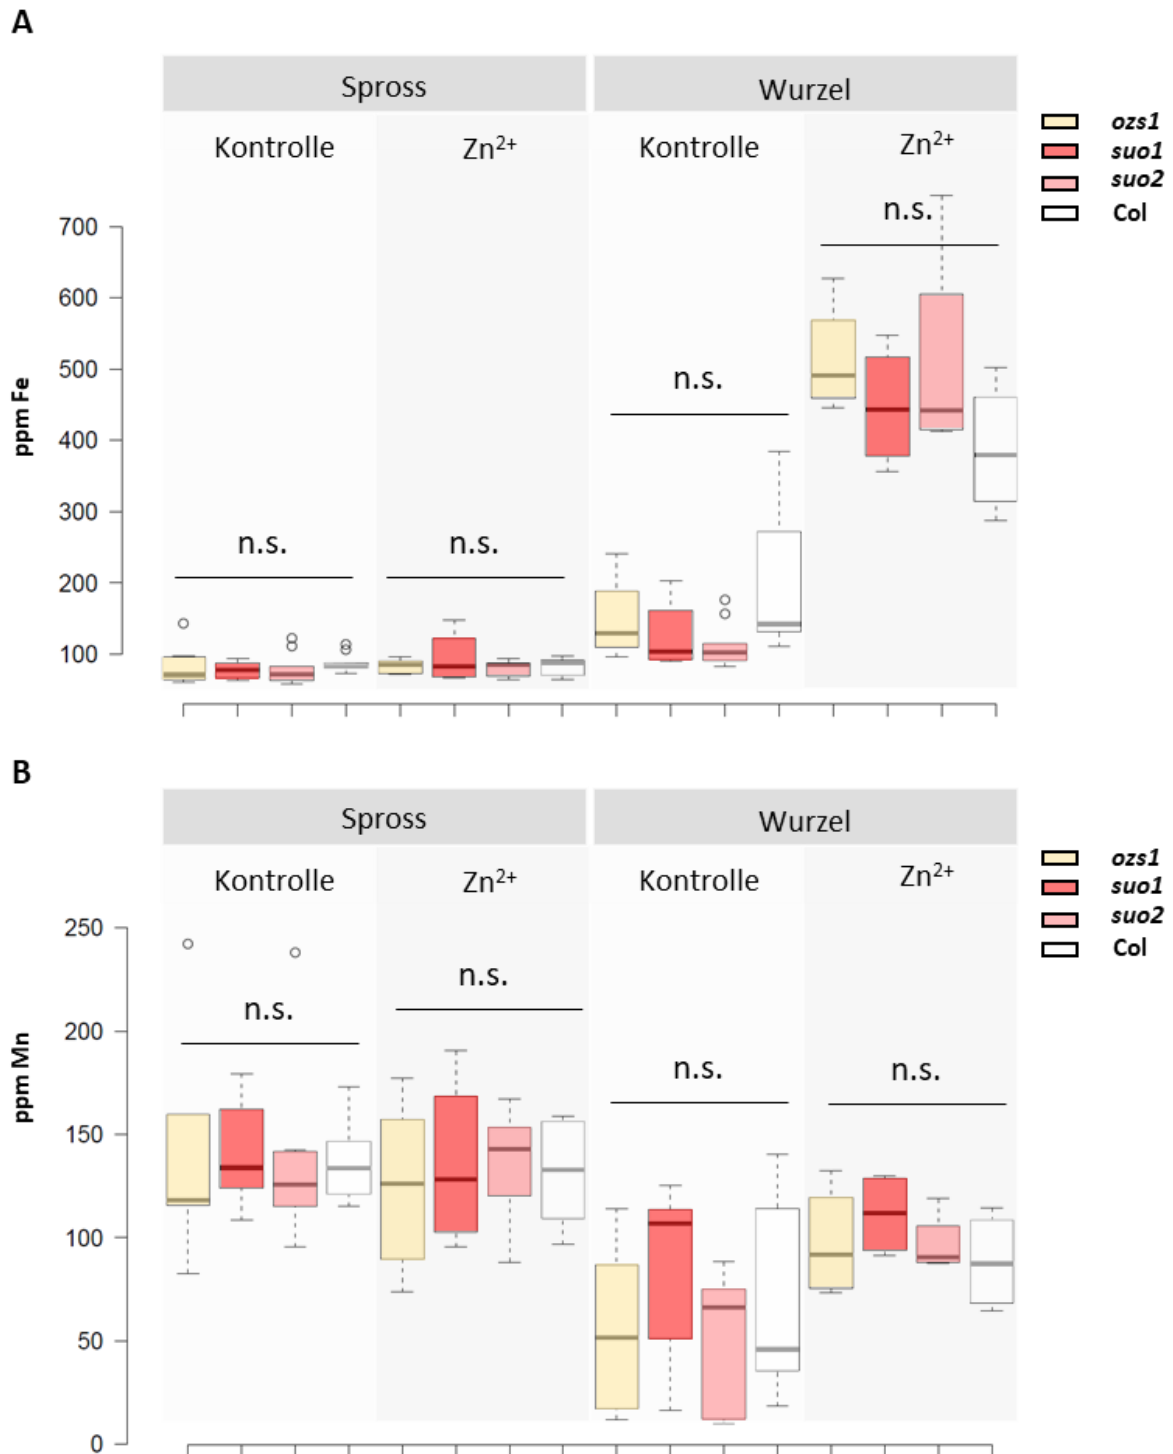 A
Spross Wurzel
Kontrolle Zn²⁺ Kontrolle Zn²⁺
ozs1
suo1
suo2
Col
n.s.
700
600
500
n.s.
400
300
n.s. n.s.
200
100
ppm Fe
B
Spross Wurzel
Kontrolle Zn²⁺ Kontrolle Zn²⁺
ozs1
suo1
suo2
Col
250
n.s.
n.s.
200
n.s. n.s.
150
100
50
0
ppm Mn